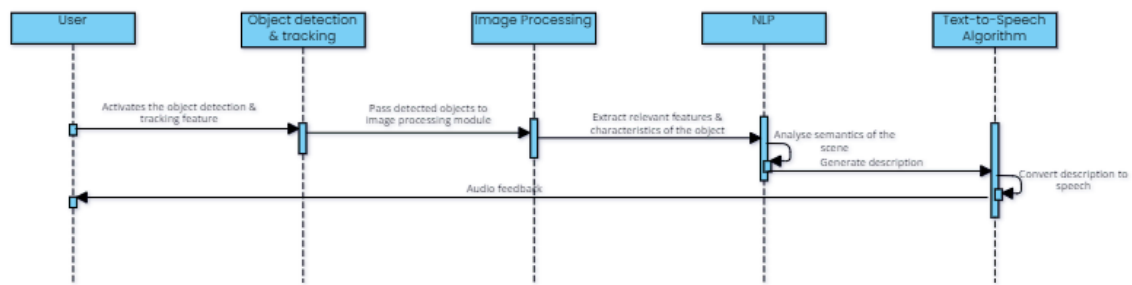 User
Object detection
& tracking
Image Processing
NLP
Text-to-Speech
Algorithm
Activates the object detection &
tracking feature
Pass detected objects to
image processing module
Extract relevant features &
characteristics of the object
Analyse semantics of the
scene
Generate description
Convert description to
speech
Audio feedback